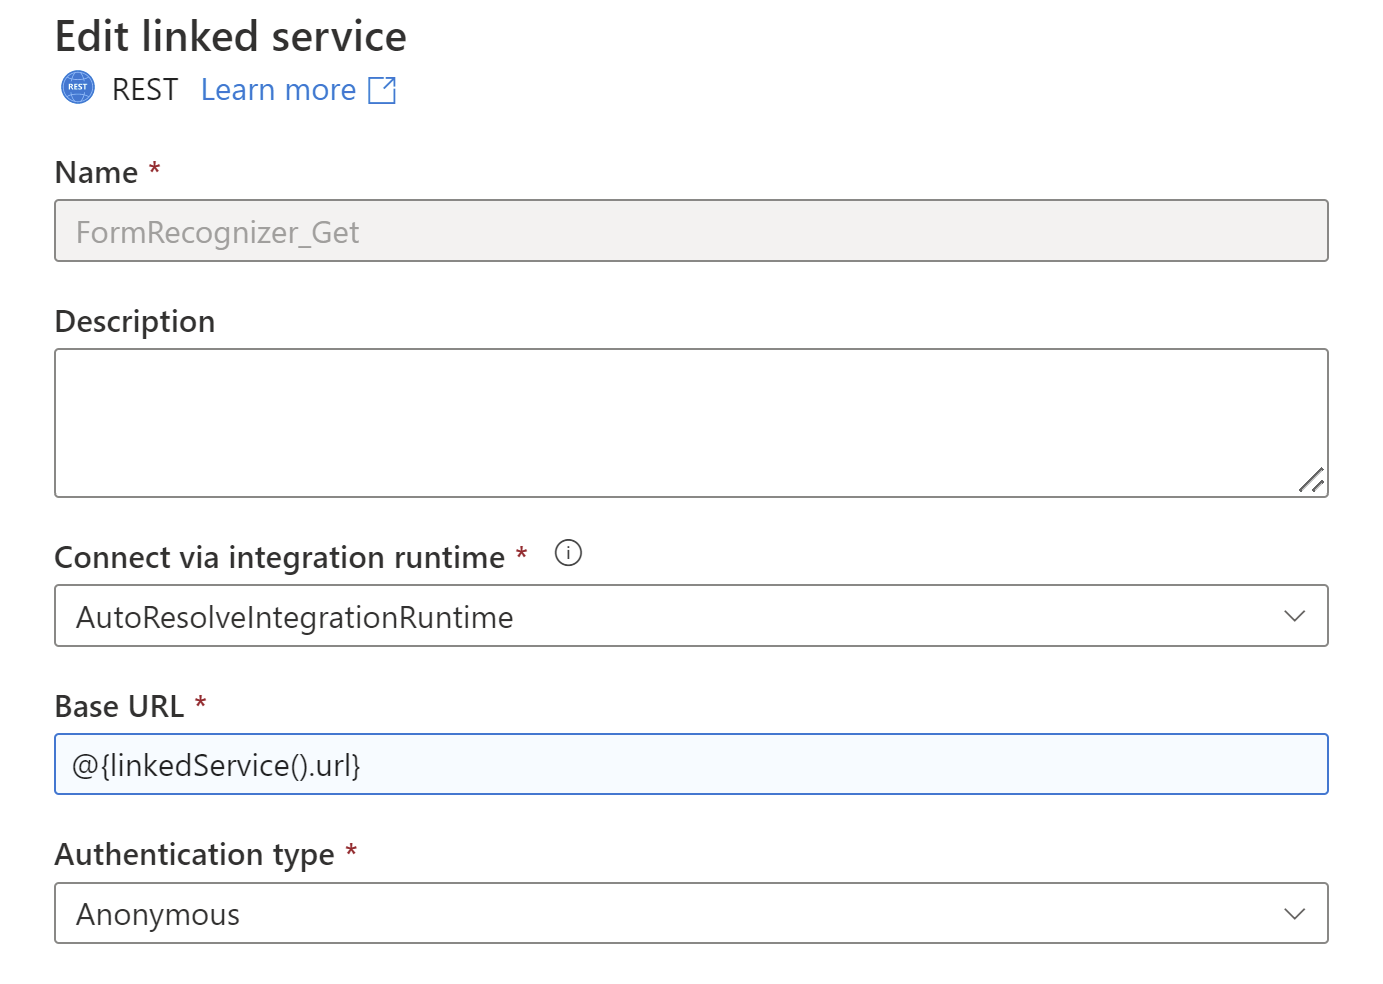 Edit linked service
REST REST Learn more
Name *
FormRecognizer_Get
Description
Connect via integration runtime *
AutoResolveIntegrationRuntime
Base URL *
@{linkedService().url}
Authentication type *
Anonymous